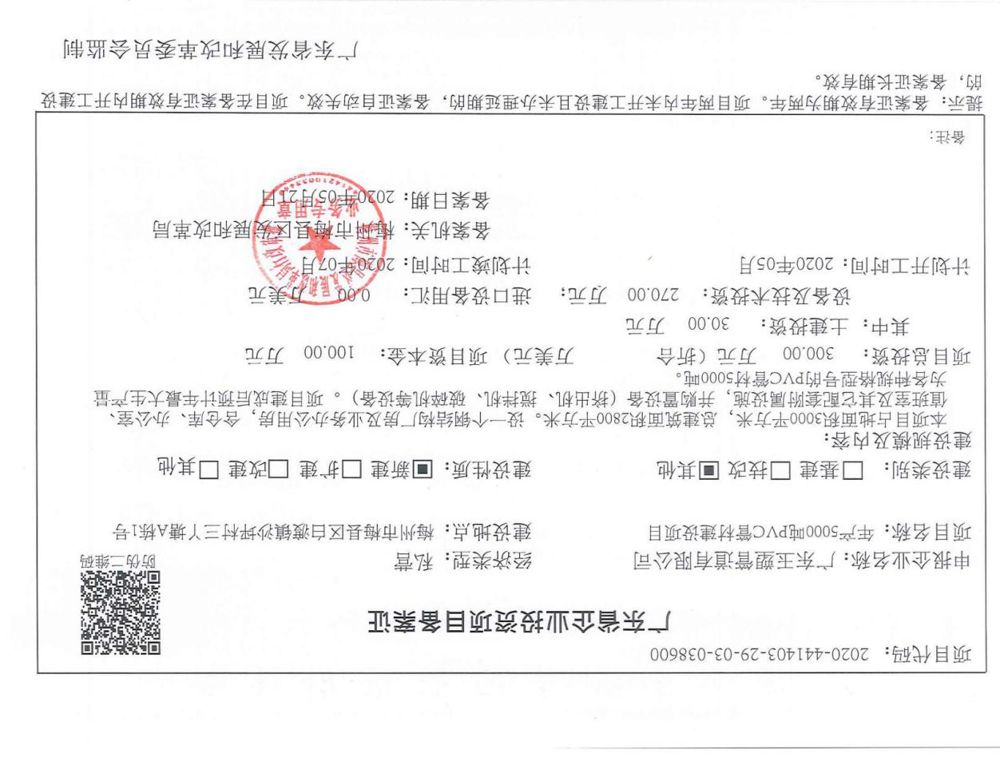 项目代码：2020-441403-29-03-038600
广东省企业投资项目备案证
防伪二维码
申报企业名称：广东玉塑管道有限公司 经济类型：私营
项目名称：年产5000吨PVC管材建设项目 建设地点：梅州市梅县区白渡镇沙坪村三丫塘A栋1号
建设类别：□基建 □技改 ■其他 建设性质：■新建 □扩建 □改建 □其他
建设规模及内容：
本项目占地面积3000平方米，总建筑面积2800平方米。设一个钢结构厂房及业务办公用房，含仓库、办公室、
值班室及其它配套附属设施，并购置设备（挤出机、搅拌机、破碎机等设备）。项目建成后预计年最大生产量
为各种规格型号的PVC管材5000吨。
项目总投资： 300.00 万元（折合 万美元）项目资本金： 100.00 万元
其中：土建投资： 30.00 万元
设备及技术投资： 270.00 万元； 进口设备用汇： 0.00 万美元
计划开工时间：2020年05月 计划竣工时间：2020年07月
备案机关：梅州市梅县区发展和改革局
备案日期：2020年05月21日
业务专用章
备注：
提示：备案证有效期为两年。项目两年内未开工建设且未办理延期的，备案证自动失效。项目在备案证有效期内开工建设
的，备案证长期有效。
广东省发展和改革委员会监制